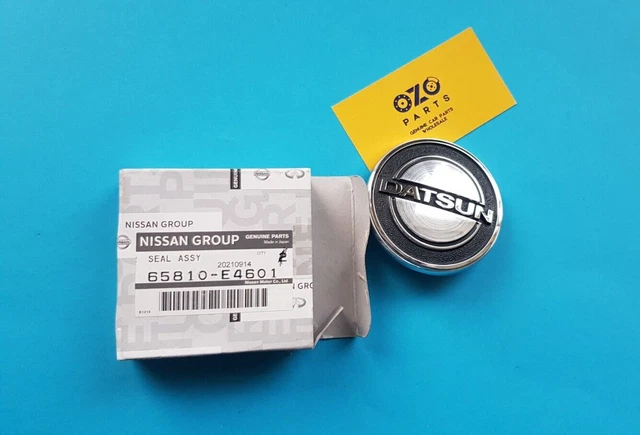 OZO
PARTS
GENUINE CAR PARTS
WHOLESALE
DATSUN
NISSAN GROUP
NISSAN GROUP GENUINE PARTS
Made in Japan
SEAL ASSY
QTY
20210914
65810-E4601
Nissan Motor Co., Ltd.